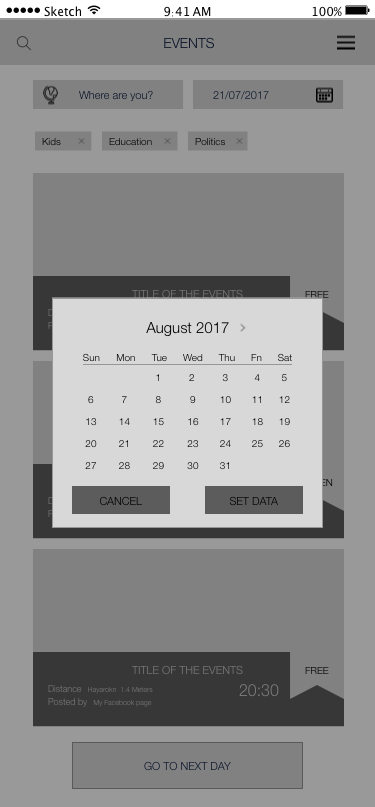 Sketch 9:41 AM 100%
EVENTS
Where are you? 21/07/2017
Kids × Education × Politics ×
TITLE OF THE EVENTS
FREE
August 2017 >
Sun Mon Tue Wed Thu Fri Sat
1 2 3 4 5
6 7 8 9 10 11 12
13 14 15 16 17 18 19
20 21 22 23 24 25 26
27 28 29 30 31
CANCEL SET DATA
TITLE OF THE EVENTS
FREE
Distance Hayarokn 1.4 Meters
20:30
Posted by My Facebook page
GO TO NEXT DAY